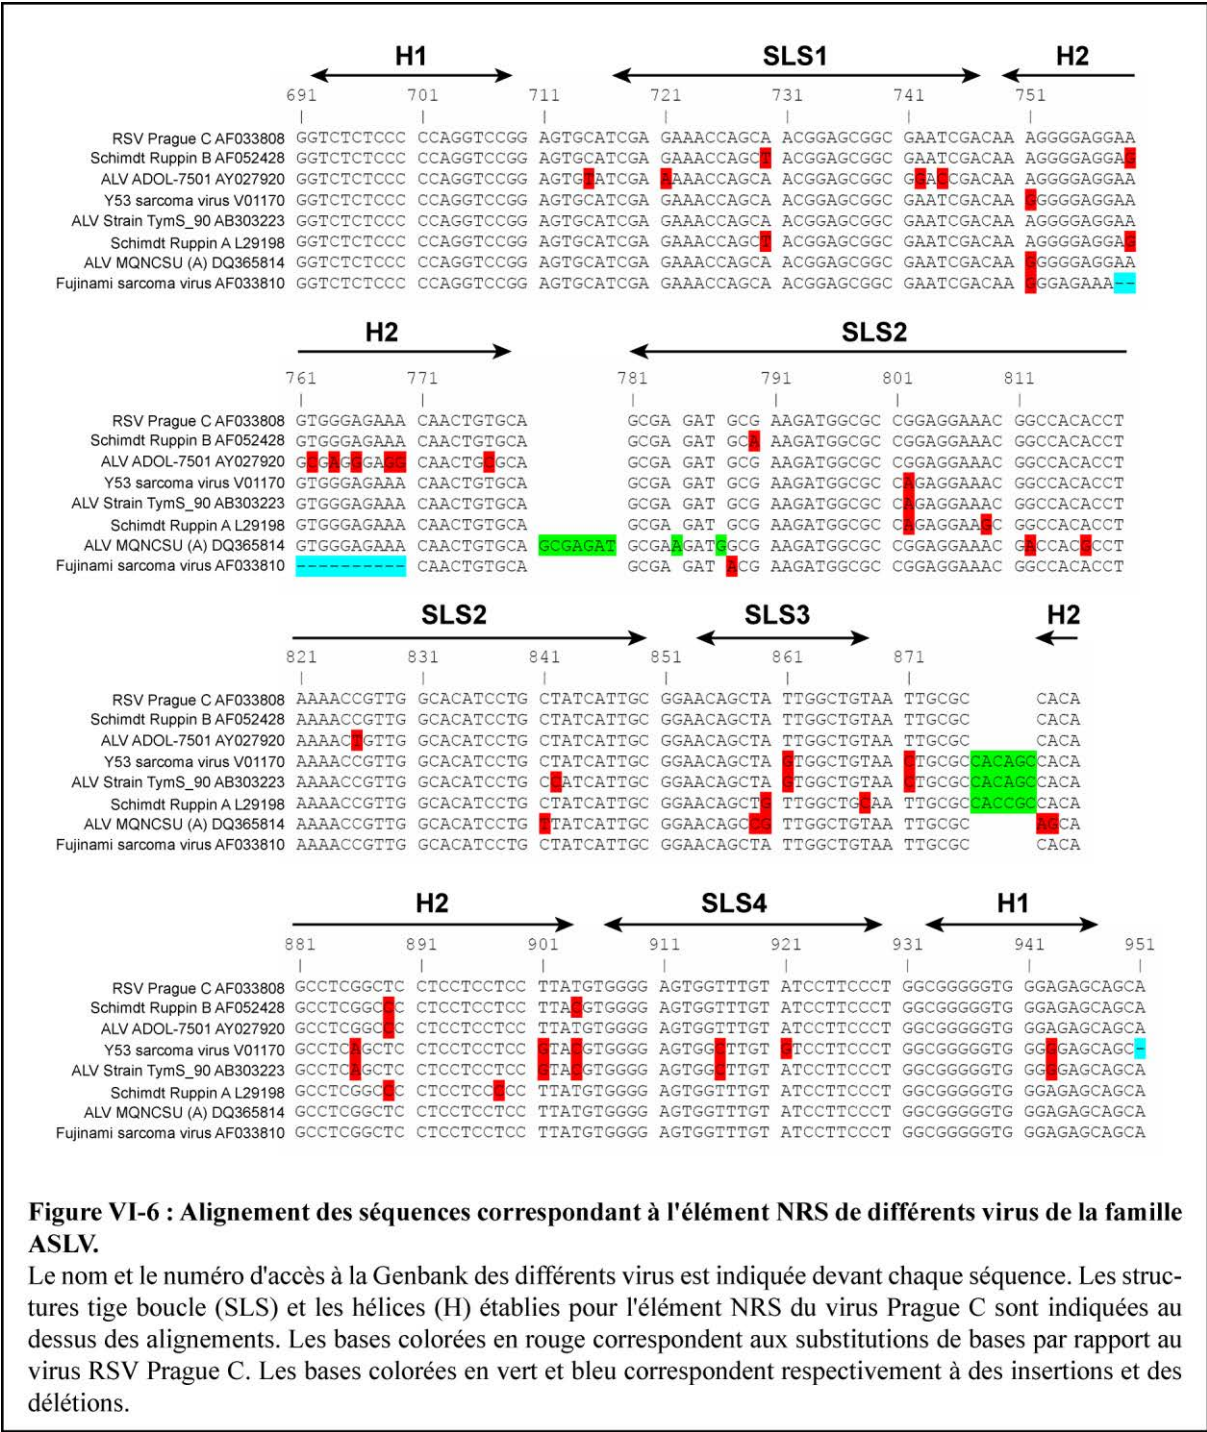 H1 SLS1 H2
691 701 711 721 731 741 751
RSV Prague C AF033808 GGTCTCTCCC CCAGGTCCGG AGTGCATCGA GAAACCAGCA ACGGAGCGGC GAATCGACAA AGGGGAGGAA
Schimdt Ruppin B AF052428 GGTCTCTCCC CCAGGTCCGG AGTGCATCGA GAAACCAGCT ACGGAGCGGC GAATCGACAA AGGGGAGGAG
ALV ADOL-7501 AY027920 GGTCTCTCCC CCAGGTCCGG AGTGTATCGA AAAACCAGCA ACGGAGCGGC GGACCGACAA AGGGGAGGAA
Y53 sarcoma virus V01170 GGTCTCTCCC CCAGGTCCGG AGTGCATCGA GAAACCAGCA ACGGAGCGGC GAATCGACAA GGGGGAGGAA
ALV Strain TymS_90 AB303223 GGTCTCTCCC CCAGGTCCGG AGTGCATCGA GAAACCAGCA ACGGAGCGGC GAATCGACAA AGGGGAGGAA
Schimdt Ruppin A L29198 GGTCTCTCCC CCAGGTCCGG AGTGCATCGA GAAACCAGCT ACGGAGCGGC GAATCGACAA AGGGGAGGAG
ALV MQNCSU (A) DQ365814 GGTCTCTCCC CCAGGTCCGG AGTGCATCGA GAAACCAGCA ACGGAGCGGC GAATCGACAA GGGGGAGGAA
Fujinami sarcoma virus AF033810 GGTCTCTCCC CCAGGTCCGG AGTGCATCGA GAAACCAGCA ACGGAGCGGC GAATCGACAA GGGAGAAA--
H2 SLS2
761 771 781 791 801 811
RSV Prague C AF033808 GTGGGAGAAA CAACTGTGCA GCGA GAT GCG AAGATGGCGC CGGAGGAAAC GGCCACACCT
Schimdt Ruppin B AF052428 GTGGGAGAAA CAACTGTGCA GCGA GAT GCA AAGATGGCGC CGGAGGAAAC GGCCACACCT
ALV ADOL-7501 AY027920 GCGAGGGAGG CAACTGCGCA GCGA GAT GCG AAGATGGCGC CGGAGGAAAC GGCCACACCT
Y53 sarcoma virus V01170 GTGGGAGAAA CAACTGTGCA GCGA GAT GCG AAGATGGCGC CAGAGGAAAC GGCCACACCT
ALV Strain TymS_90 AB303223 GTGGGAGAAA CAACTGTGCA GCGA GAT GCG AAGATGGCGC CAGAGGAAAC GGCCACACCT
Schimdt Ruppin A L29198 GTGGGAGAAA CAACTGTGCA GCGA GAT GCG AAGATGGCGC CAGAGGAAGC GGCCACACCT
ALV MQNCSU (A) DQ365814 GTGGGAGAAA CAACTGTGCA GCGAGAT GCGAAGATGGCG AAGATGGCGC CGGAGGAAAC GACCACGCCT
Fujinami sarcoma virus AF033810 ---------- CAACTGTGCA GCGA GAT ACG AAGATGGCGC CGGAGGAAAC GGCCACACCT
SLS2 SLS3 H2
821 831 841 851 861 871
RSV Prague C AF033808 AAAACCGTTG GCACATCCTG CTATCATTGC GGAACAGCTA TTGGCTGTAA TTGCGC CACA
Schimdt Ruppin B AF052428 AAAACCGTTG GCACATCCTG CTATCATTGC GGAACAGCTA TTGGCTGTAA TTGCGC CACA
ALV ADOL-7501 AY027920 AAAACTGTTG GCACATCCTG CTATCATTGC GGAACAGCTA TTGGCTGTAA TTGCGC CACA
Y53 sarcoma virus V01170 AAAACCGTTG GCACATCCTG CTATCATTGC GGAACAGCTA GTGGCTGTAA CTGCGCCACAGCCACA
ALV Strain TymS_90 AB303223 AAAACCGTTG GCACATCCTG CCATCATTGC GGAACAGCTA GTGGCTGTAA CTGCGCCACAGCCACA
Schimdt Ruppin A L29198 AAAACCGTTG GCACATCCTG CTATCATTGC GGAACAGCTG TTGGCTGCAA TTGCGCCACCGCCACA
ALV MQNCSU (A) DQ365814 AAAACCGTTG GCACATCCTG TTATCATTGC GGAACAGCCG TTGGCTGTAA TTGCGC AGCA
Fujinami sarcoma virus AF033810 AAAACCGTTG GCACATCCTG CTATCATTGC GGAACAGCTA TTGGCTGTAA TTGCGC CACA
H2 SLS4 H1
881 891 901 911 921 931 941 951
RSV Prague C AF033808 GCCTCGGCTC CTCCTCCTCC TTATGTGGGG AGTGGTTTGT ATCCTTCCCT GGCGGGGGTG GGAGAGCAGCA
Schimdt Ruppin B AF052428 GCCTCGGCCC CTCCTCCTCC TTACGTGGGG AGTGGTTTGT ATCCTTCCCT GGCGGGGGTG GGAGAGCAGCA
ALV ADOL-7501 AY027920 GCCTCGGCCC CTCCTCCTCC TTATGTGGGG AGTGGTTTGT ATCCTTCCCT GGCGGGGGTG GGAGAGCAGCA
Y53 sarcoma virus V01170 GCCTCAGCTC CTCCTCCTCC GTACGTGGGG AGTGGCTTGT GTCCTTCCCT GGCGGGGGTG GGGGAGCAGC-
ALV Strain TymS_90 AB303223 GCCTCAGCTC CTCCTCCTCC GTACGTGGGG AGTGGCTTGT ATCCTTCCCT GGCGGGGGTG GGGGAGCAGCA
Schimdt Ruppin A L29198 GCCTCGGCCC CTCCTCCCCC TTATGTGGGG AGTGGTTTGT ATCCTTCCCT GGCGGGGGTG GGAGAGCAGCA
ALV MQNCSU (A) DQ365814 GCCTCGGCTC CTCCTCCTCC TTATGTGGGG AGTGGTTTGT ATCCTTCCCT GGCGGGGGTG GGAGAGCAGCA
Fujinami sarcoma virus AF033810 GCCTCGGCTC CTCCTCCTCC TTATGTGGGG AGTGGTTTGT ATCCTTCCCT GGCGGGGGTG GGAGAGCAGCA
Figure VI-6 : Alignement des séquences correspondant à l'élément NRS de différents virus de la famille
ASLV.
Le nom et le numéro d'accès à la Genbank des différents virus est indiquée devant chaque séquence. Les struc-
tures tige boucle (SLS) et les hélices (H) établies pour l'élément NRS du virus Prague C sont indiquées au
dessus des alignements. Les bases colorées en rouge correspondent aux substitutions de bases par rapport au
virus RSV Prague C. Les bases colorées en vert et bleu correspondent respectivement à des insertions et des
délétions.